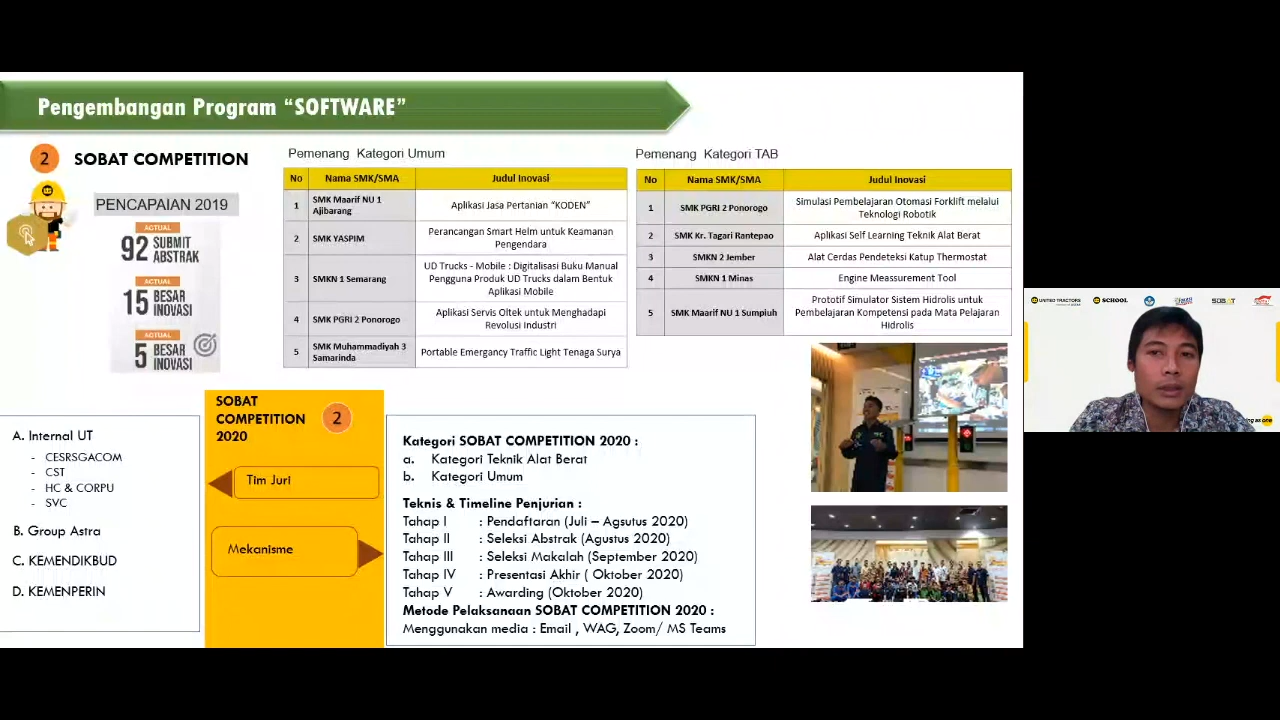 Pengembangan Program “SOFTWARE”
2 SOBAT COMPETITION
PENCAPAIAN 2019
ACTUAL
92 SUBMIT
ABSTRAK
ACTUAL
15 BESAR
INOVASI
ACTUAL
5 BESAR
INOVASI
Pemenang Kategori Umum
No Nama SMK/SMA Judul Inovasi
1 SMK Maarif NU 1 Ajibarang Aplikasi Jasa Pertanian “KODEN”
2 SMK YASPIM Perancangan Smart Helm untuk Keamanan
Pengendara
3 SMKN 1 Semarang UD Trucks - Mobile : Digitalisasi Buku Manual
Pengguna Produk UD Trucks dalam Bentuk
Aplikasi Mobile
4 SMK PGRI 2 Ponorogo Aplikasi Servis Oltek untuk Menghadapi
Revolusi Industri
5 SMK Muhammadiyah 3 Samarinda Portable Emergency Traffic Light Tenaga Surya
Pemenang Kategori TAB
No Nama SMK/SMA Judul Inovasi
1 SMK PGRI 2 Ponorogo Simulasi Pembelajaran Otomasi Forklift melalui
Teknologi Robotik
2 SMK Kr. Tagari Rantepao Aplikasi Self Learning Teknik Alat Berat
3 SMKN 2 Jember Alat Cerdas Pendeteksi Katup Thermostat
4 SMKN 1 Minas Engine Meassurement Tool
5 SMK Maarif NU 1 Sumpiuh Prototif Simulator Sistem Hidrolis untuk
Pembelajaran Kompetensi pada Mata Pelajaran
Hidrolis
A. Internal UT
- CESRSGACOM
- CST
- HC & CORPU
- SVC
B. Group Astra
C. KEMENDIKBUD
D. KEMENPERIN
SOBAT
COMPETITION 2
2020
Tim Juri
Mekanisme
Kategori SOBAT COMPETITION 2020 :
a. Kategori Teknik Alat Berat
b. Kategori Umum
Teknis & Timeline Penjurian :
Tahap I : Pendaftaran (Juli – Agsutus 2020)
Tahap II : Seleksi Abstrak (Agustus 2020)
Tahap III : Seleksi Makalah (September 2020)
Tahap IV : Presentasi Akhir ( Oktober 2020)
Tahap V : Awarding (Oktober 2020)
Metode Pelaksanaan SOBAT COMPETITION 2020 :
Menggunakan media : Email , WAG, Zoom/ MS Teams
UNITED TRACTORS SCHOOL SOBAT
as one